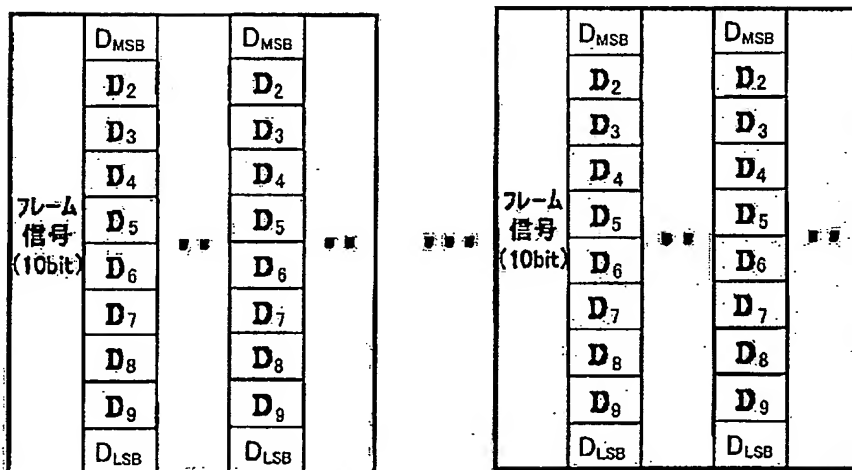 フレーム
信号
(10bit)
DMSB
D2
D3
D4
D5
D6
D7
D8
D9
DLSB
▪▪
DMSB
D2
D3
D4
D5
D6
D7
D8
D9
DLSB
▪▪
▪▪▪
フレーム
信号
(10bit)
DMSB
D2
D3
D4
D5
D6
D7
D8
D9
DLSB
▪▪
DMSB
D2
D3
D4
D5
D6
D7
D8
D9
DLSB
▪▪